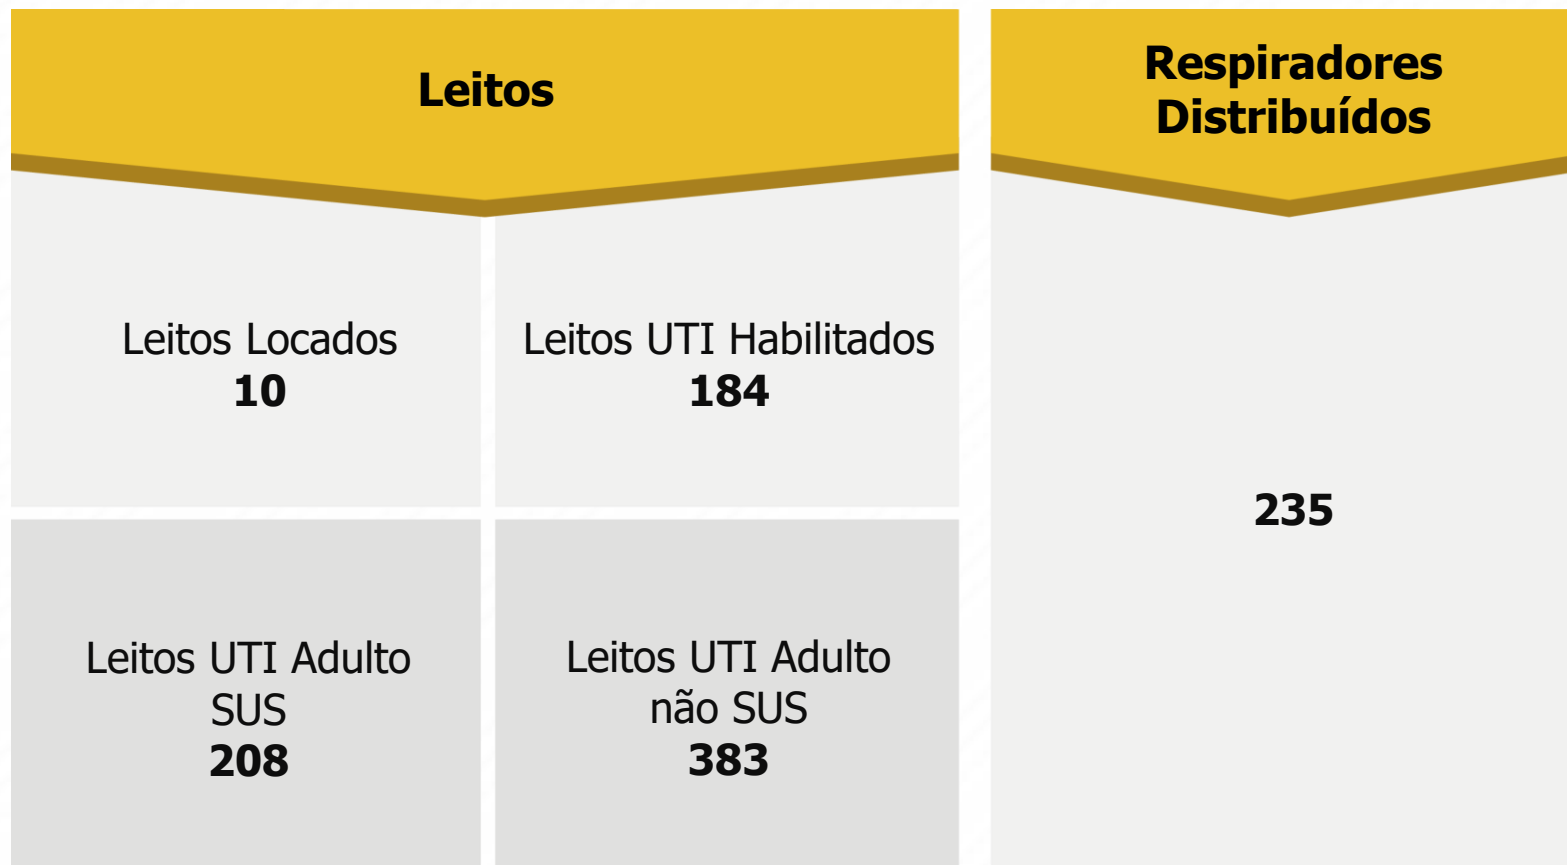 Leitos
Leitos Locados
10
Leitos UTI Habilitados
184
Leitos UTI Adulto
SUS
208
Leitos UTI Adulto
não SUS
383
Respiradores
Distribuídos
235